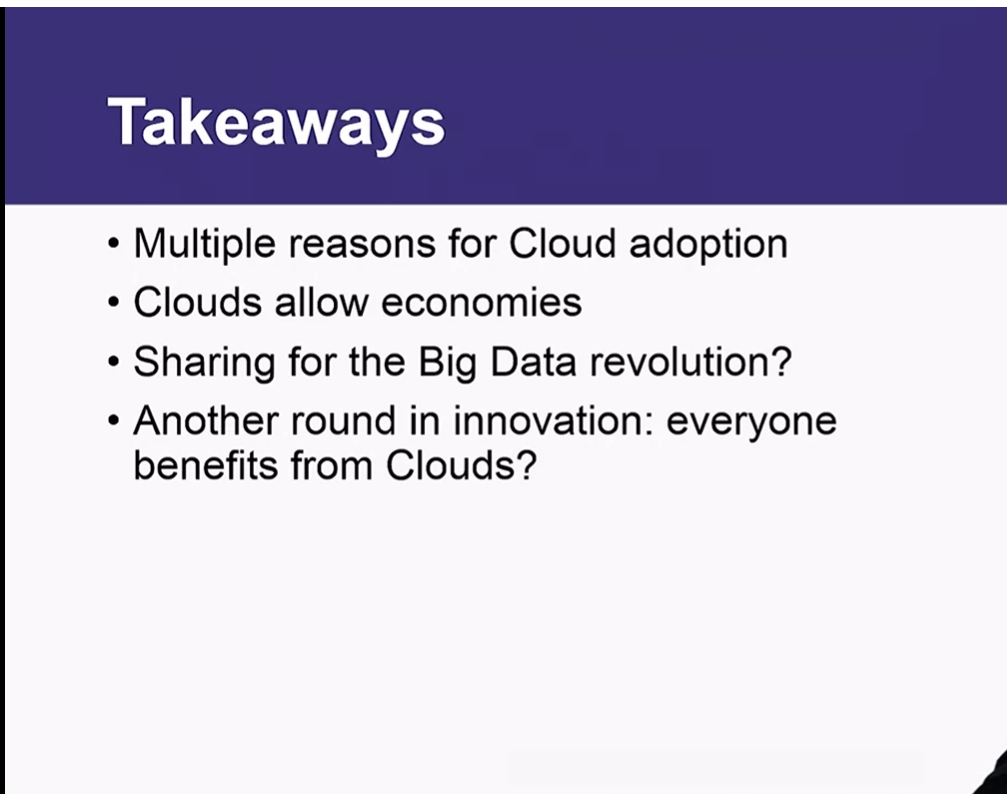 Takeaways
• Multiple reasons for Cloud adoption
• Clouds allow economies
• Sharing for the Big Data revolution?
• Another round in innovation: everyone
benefits from Clouds?